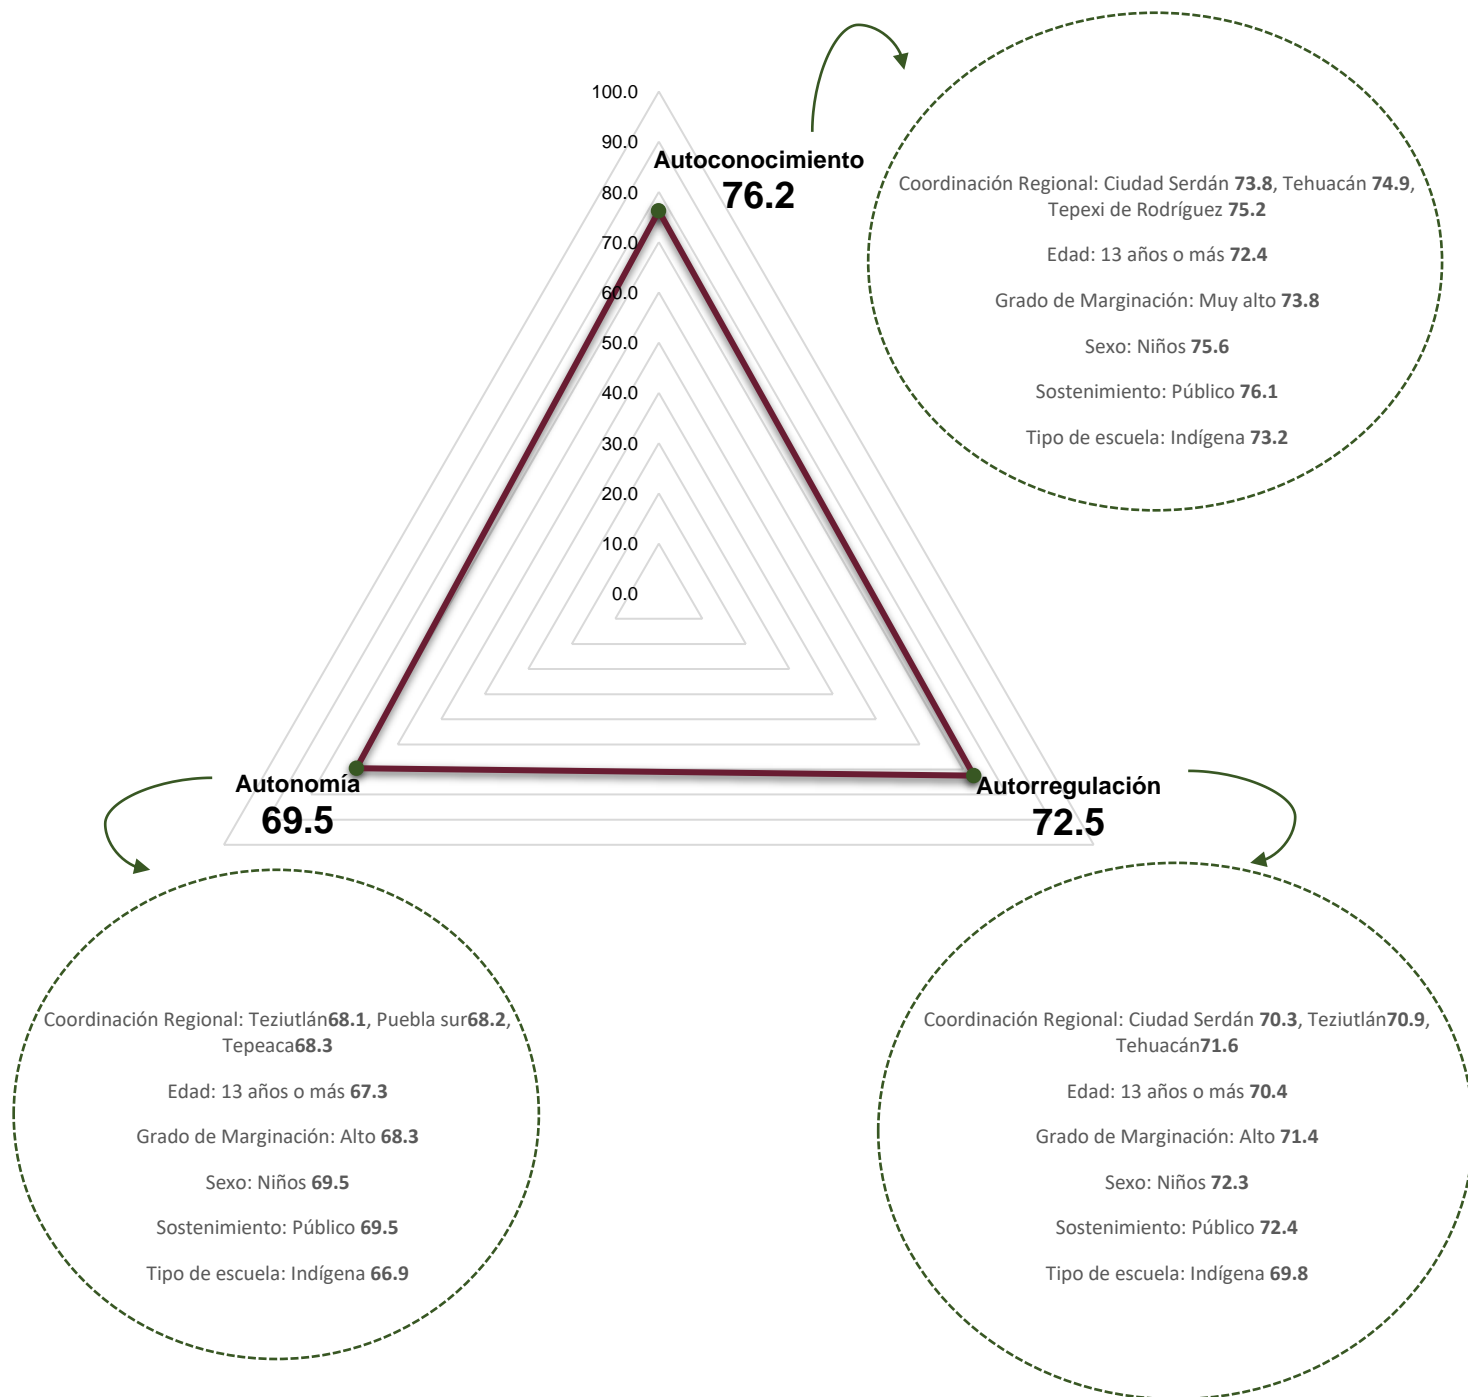 100.0
90.0
Autoconocimiento
76.2
80.0
70.0
60.0
50.0
40.0
30.0
20.0
10.0
0.0
Coordinación Regional: Ciudad Serdán 73.8, Tehuacán 74.9,
Tepexi de Rodríguez 75.2
Edad: 13 años o más 72.4
Grado de Marginación: Muy alto 73.8
Sexo: Niños 75.6
Sostenimiento: Público 76.1
Tipo de escuela: Indígena 73.2
Autonomía
69.5
Autorregulación
72.5
Coordinación Regional: Teziutlán68.1, Puebla sur68.2,
Tepeaca68.3
Edad: 13 años o más 67.3
Grado de Marginación: Alto 68.3
Sexo: Niños 69.5
Sostenimiento: Público 69.5
Tipo de escuela: Indígena 66.9
Coordinación Regional: Ciudad Serdán 70.3, Teziutlán70.9,
Tehuacán71.6
Edad: 13 años o más 70.4
Grado de Marginación: Alto 71.4
Sexo: Niños 72.3
Sostenimiento: Público 72.4
Tipo de escuela: Indígena 69.8